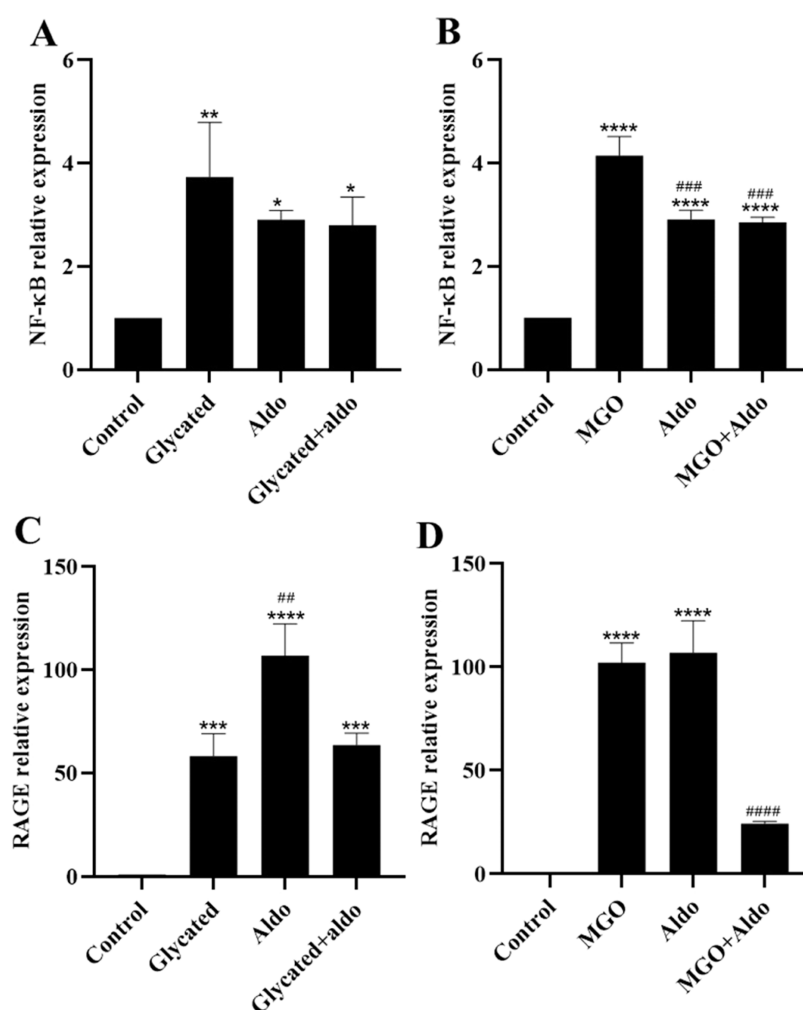 A
NF-κB relative expression
6
4
2
0
**
*
*
Control
Glycated
Aldo
Glycated+aldo
B
NF-κB relative expression
6
4
2
0
****
###
****
###
****
Control
MGO
Aldo
MGO+Aldo
C
RAGE relative expression
150
100
50
0
***
##
****
***
Control
Glycated
Aldo
Glycated+aldo
D
RAGE relative expression
150
100
50
0
****
****
####
Control
MGO
Aldo
MGO+Aldo